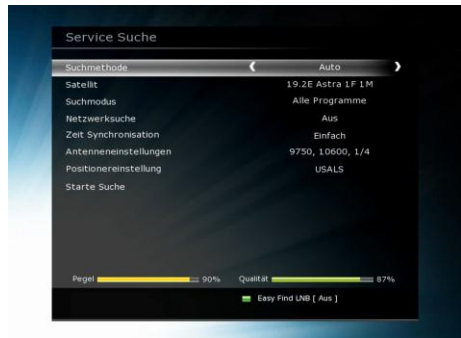 Service Suche
Suchmethode Auto
Satellit 19.2E Astra 1F 1M
Suchmodus Alle Programme
Netzwerksuche Aus
Zeit Synchronisation Einfach
Antenneneinstellungen 9750, 10600, 1/4
Positionereinstellung USALS
Starte Suche
Pegel 90% Qualität 87%
Easy Find LNB [ Aus ]